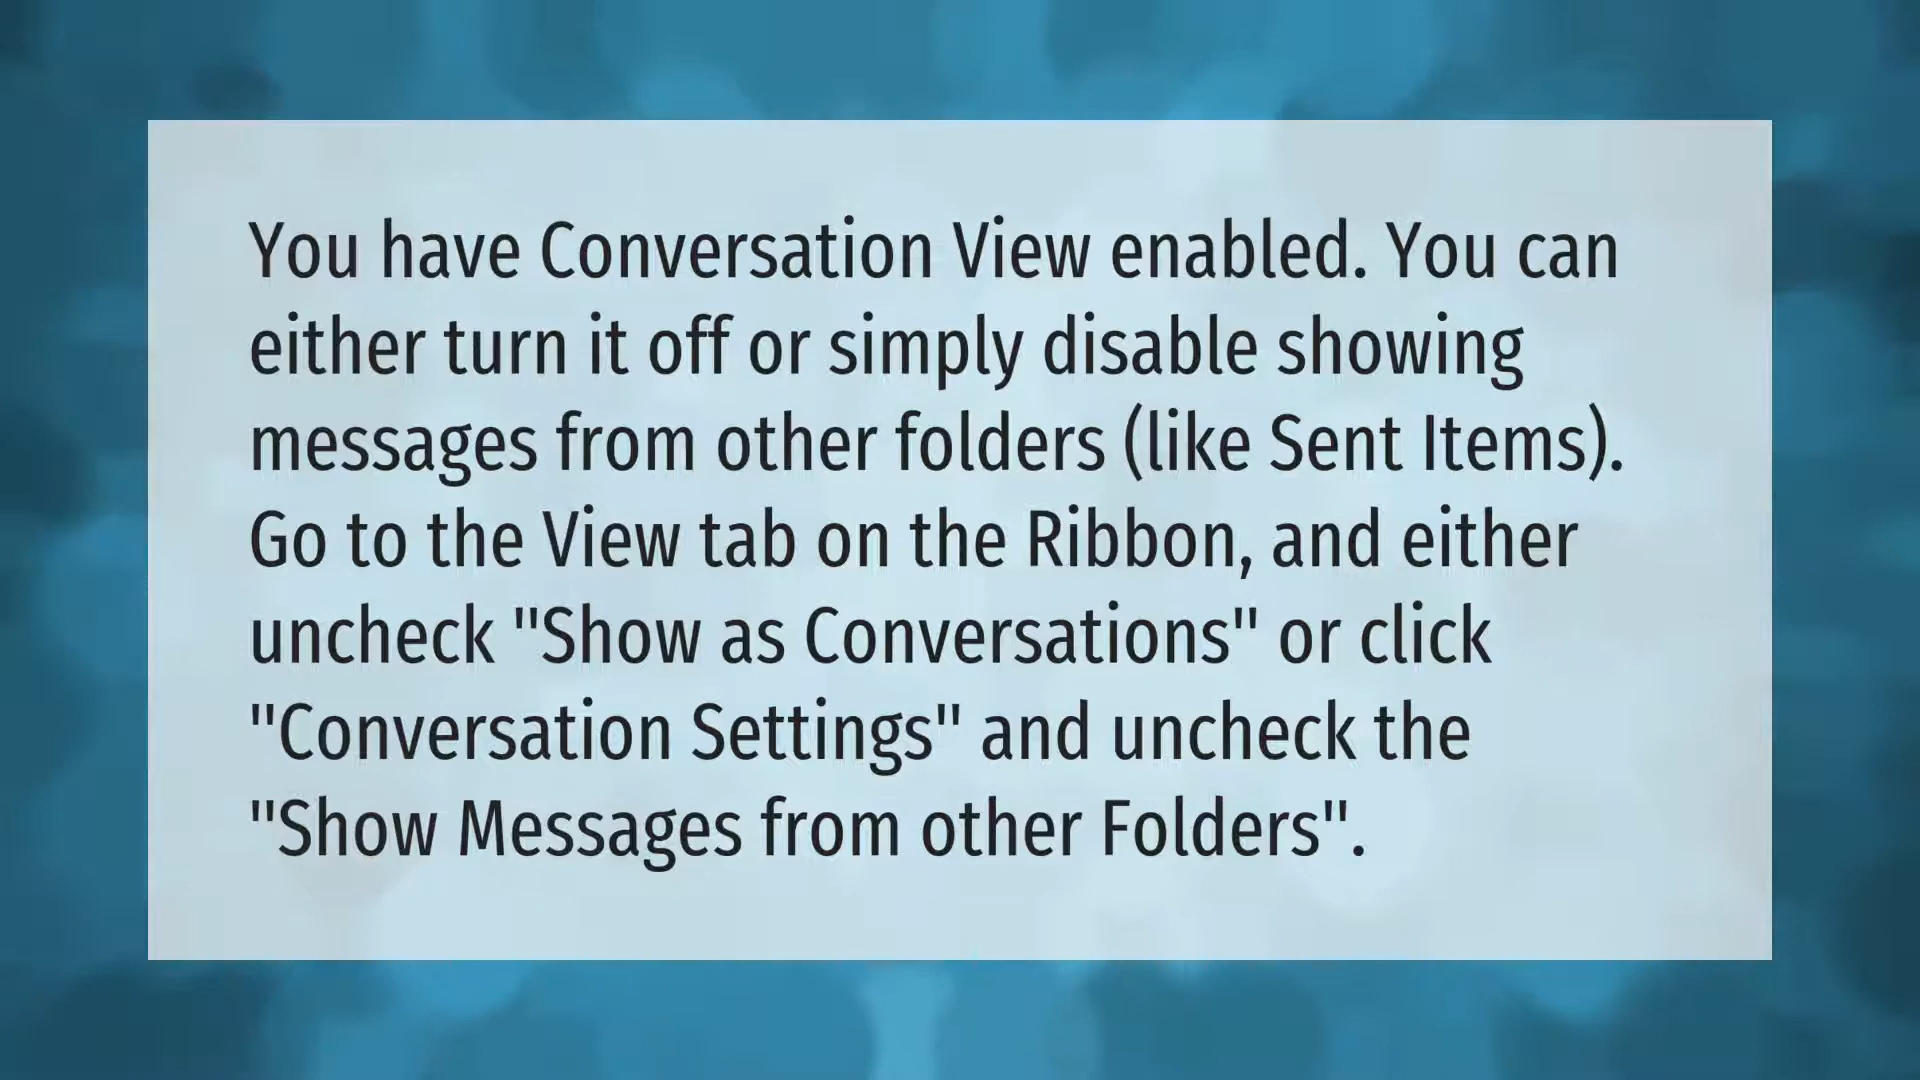 You have Conversation View enabled. You can
either turn it off or simply disable showing
messages from other folders (like Sent Items).
Go to the View tab on the Ribbon, and either
uncheck "Show as Conversations" or click
"Conversation Settings" and uncheck the
"Show Messages from other Folders".